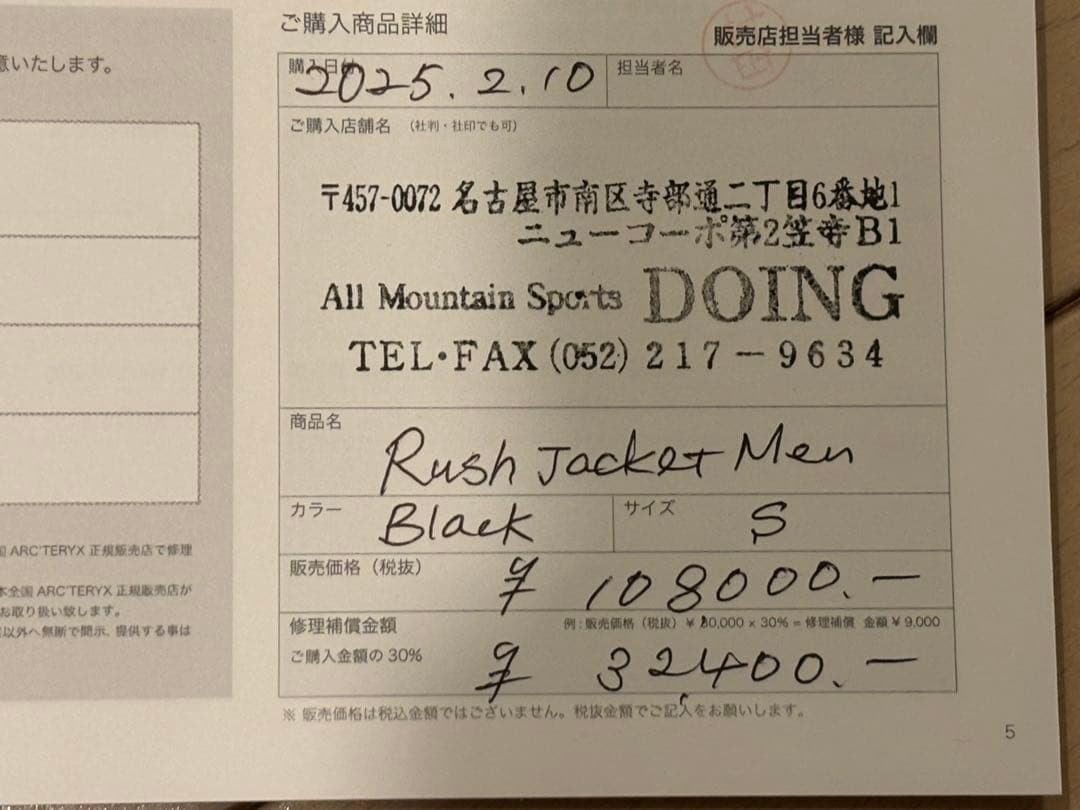 意いたします。
ご購入商品詳細
販売店担当者様 記入欄
購入日付
2025. 2. 10
担当者名
ご購入店舗名 (社判・社印でも可)
〒457-0072 名古屋市南区寺部通二丁目6番地1
ニューコーポ第2笠寺B1
All Mountain Sports DOING
TEL・FAX (052) 217-9634
商品名
Rush Jacket Men
カラー
Black
サイズ
S
販売価格(税抜)
¥ 108000.-
修理補償金額
例:販売価格(税抜)¥30,000 x 30% = 修理補償 金額 ¥9,000
ご購入金額の 30%
¥ 32,400.-
※ 販売価格は税込金額ではございません。税抜金額でご記入をお願いします。
国 ARC'TERYX 正規販売店で修理
本全国 ARC'TERYX 正規販売店が
お取り扱い致します。
以外へ無断で開示、提供する事は
5